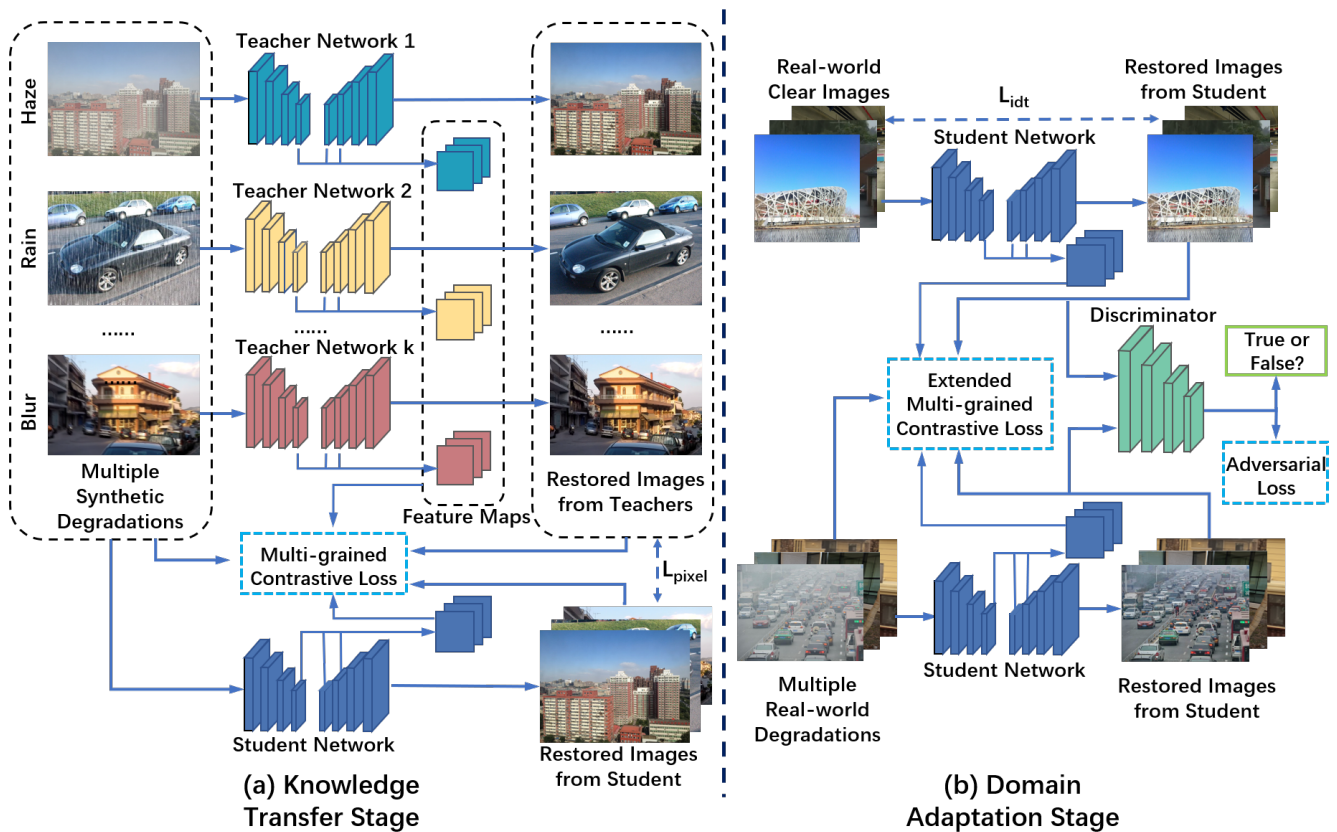 Haze
Teacher Network 1
Rain
Teacher Network 2
......
......
......
Blur
Teacher Network k
Multiple
Synthetic
Degradations
Feature Maps
Restored Images
from Teachers
Multi-grained
Contrastive Loss
L_pixel
Student Network
Restored Images
from Student
(a) Knowledge
Transfer Stage
Real-world
Clear Images
L_idt
Restored Images
from Student
Student Network
Discriminator
True or
False?
Extended
Multi-grained
Contrastive Loss
Adversarial
Loss
Student Network
Multiple
Real-world
Degradations
Restored Images
from Student
(b) Domain
Adaptation Stage